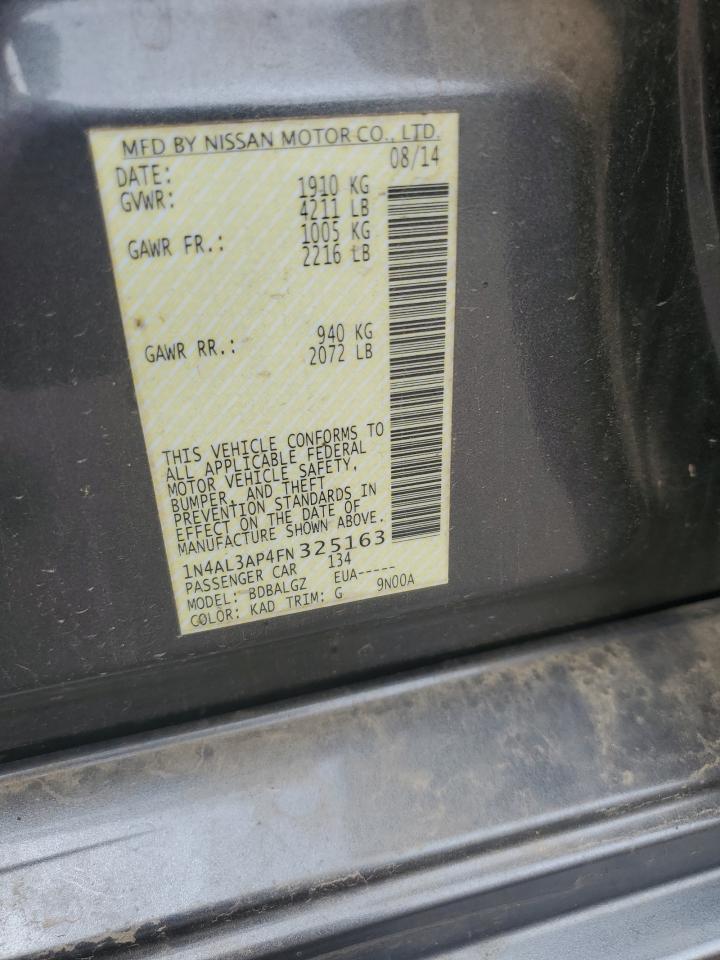 MFD BY NISSAN MOTOR CO., LTD.
DATE: 08/14
GVWR: 1910 KG
4211 LB
GAWR FR.: 1005 KG
2216 LB
GAWR RR.: 940 KG
2072 LB
THIS VEHICLE CONFORMS TO
ALL APPLICABLE FEDERAL
MOTOR VEHICLE SAFETY,
BUMPER, AND THEFT
PREVENTION STANDARDS IN
EFFECT ON THE DATE OF
MANUFACTURE SHOWN ABOVE.
1N4AL3AP4FN325163
PASSENGER CAR 134
MODEL: BDBALGZ EUA-----
COLOR: KAD TRIM: G 9N00A